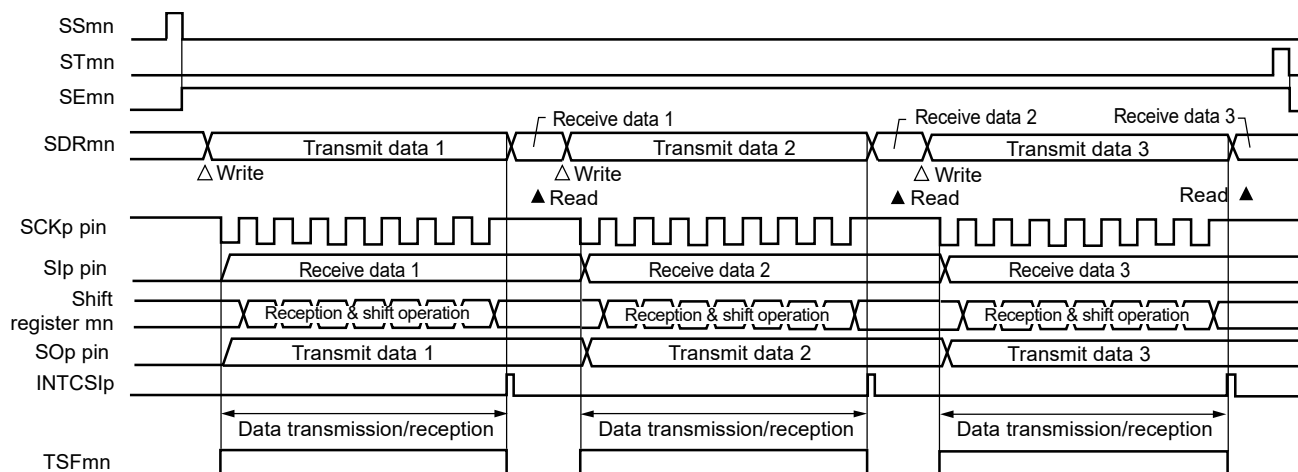 SSmn
STmn
SEmn
Receive data 1
Receive data 2
Receive data 3
SDRmn
Transmit data 1
Transmit data 2
Transmit data 3
△ Write
△ Write
△ Write
▲ Read
▲ Read
Read ▲
SCKp pin
SIp pin
Receive data 1
Receive data 2
Receive data 3
Shift
register mn
Reception & shift operation
Reception & shift operation
Reception & shift operation
SOp pin
Transmit data 1
Transmit data 2
Transmit data 3
INTCSIp
Data transmission/reception
Data transmission/reception
Data transmission/reception
TSFmn